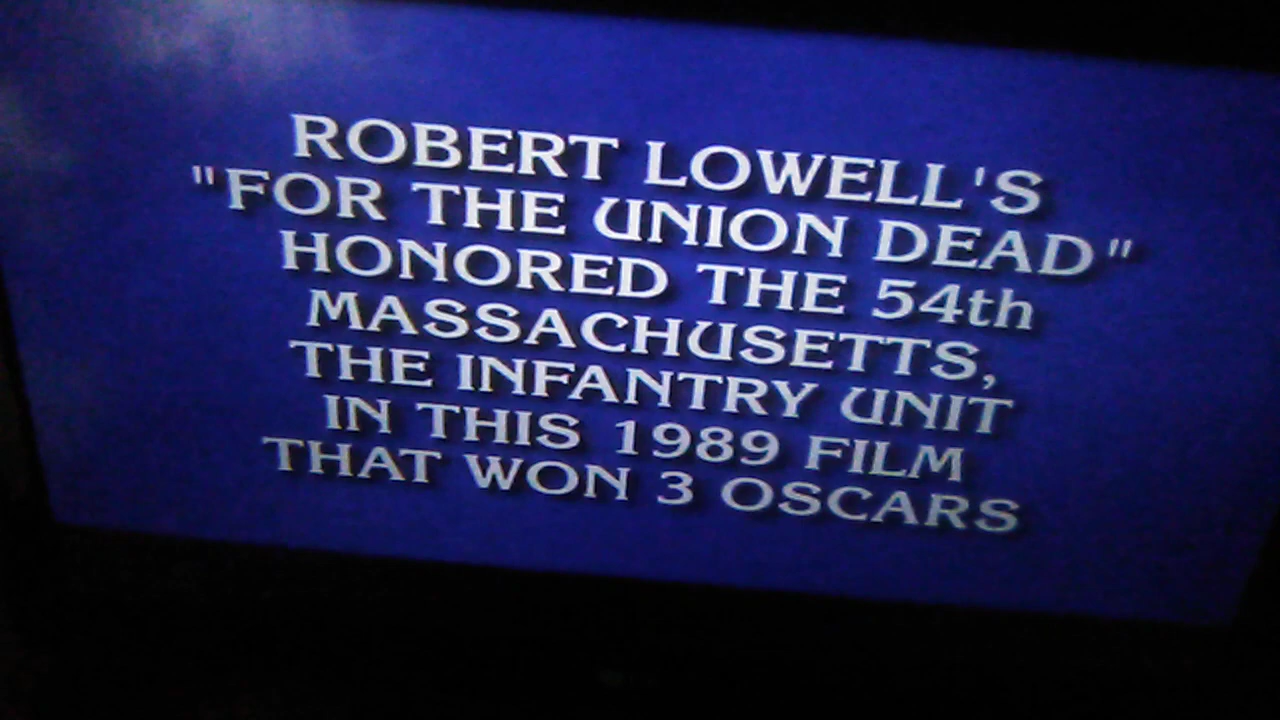 ROBERT LOWELL'S
"FOR THE UNION DEAD"
HONORED THE 54th
MASSACHUSETTS,
THE INFANTRY UNIT
IN THIS 1989 FILM
THAT WON 3 OSCARS